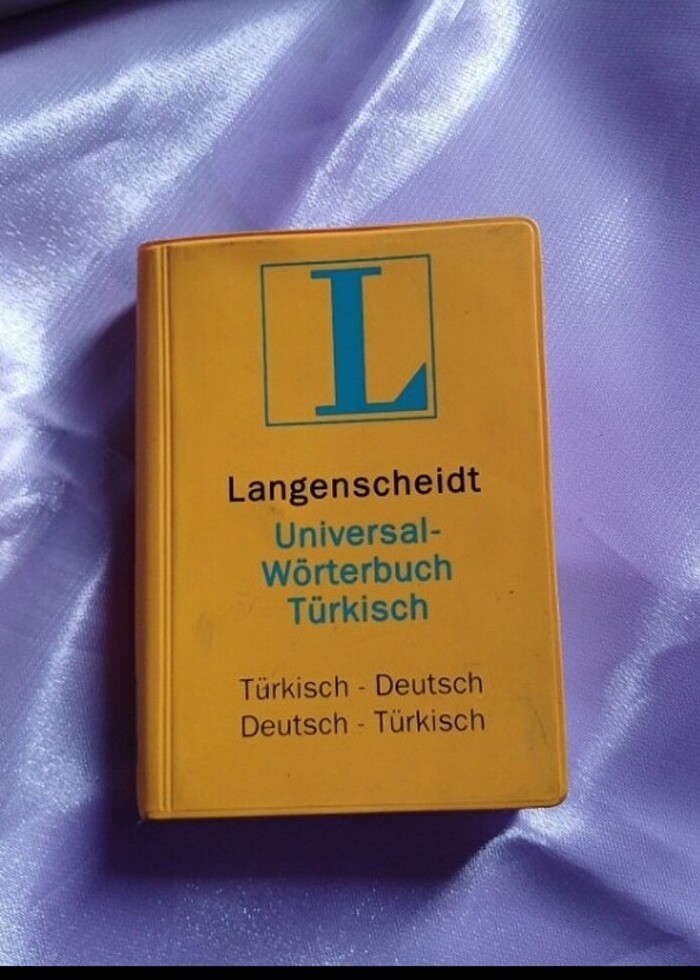 L
Langenscheidt
Universal-
Wörterbuch
Türkisch
Türkisch - Deutsch
Deutsch - Türkisch